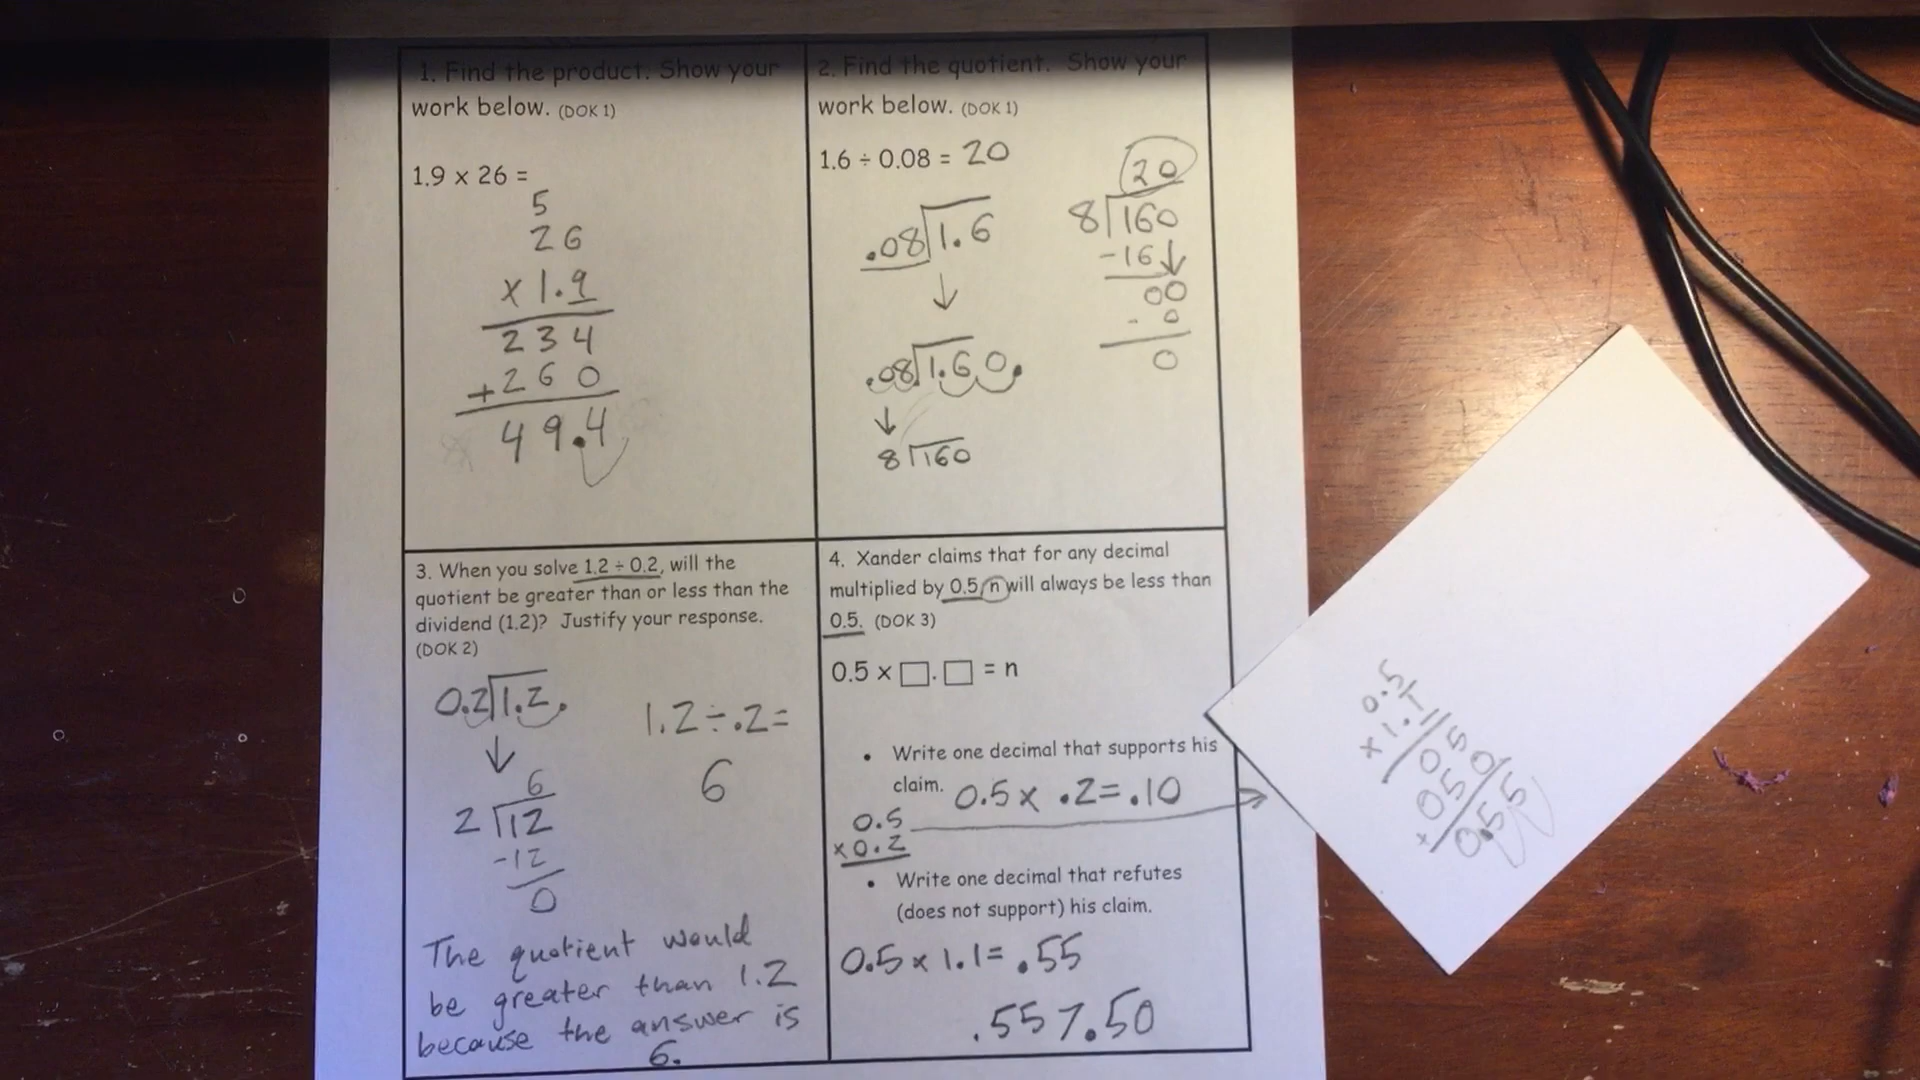 1. Find the product. Show your
work below. (DOK 1)
1.9 x 26 =
5
26
x 1.9
234
+260
49.4
2. Find the quotient. Show your
work below. (DOK 1)
1.6 ÷ 0.08 = 20
.08 1.6
.08 1.60.
8 160
20
8 160
-16
00
- 0
0
3. When you solve 1.2 ÷ 0.2, will the
quotient be greater than or less than the
dividend (1.2)? Justify your response.
(DOK 2)
0.2 1.2.
6
2 12
-12
0
1.2 ÷ .2 =
6
The quotient would
be greater than 1.2
because the answer is
6.
4. Xander claims that for any decimal
multiplied by 0.5, n will always be less than
0.5. (DOK 3)
0.5 x □.□ = n
• Write one decimal that supports his
claim. 0.5 x .2 = .10
0.5
x 0.2
• Write one decimal that refutes
(does not support) his claim.
0.5 x 1.1 = .55
.557.50
0.5
x 1.1
05
+ 050
0.55